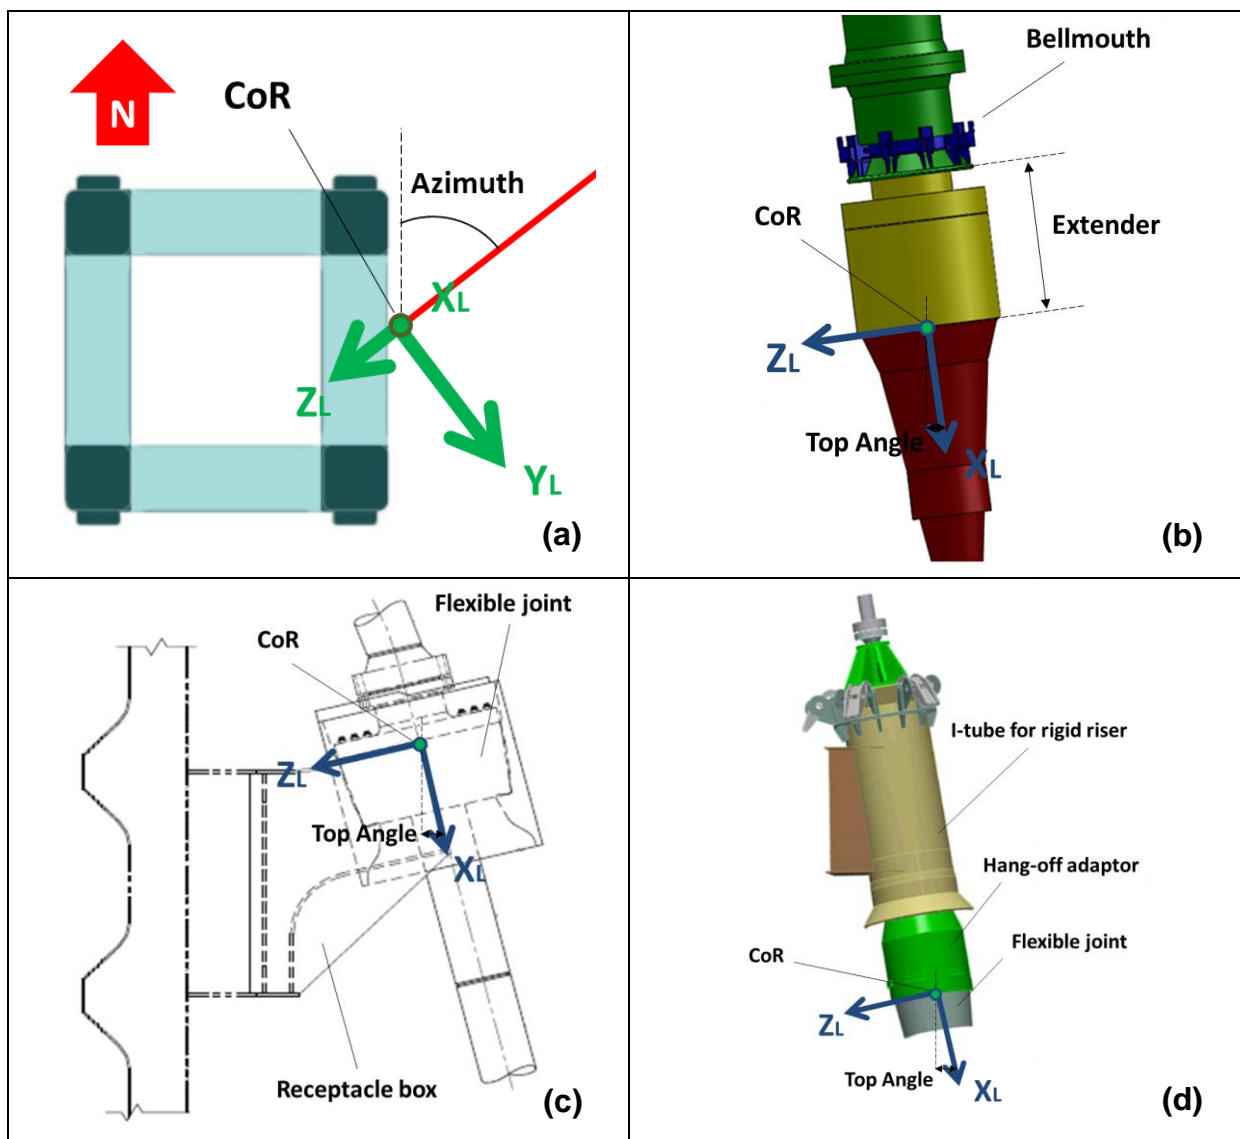 N
CoR
Azimuth
XL
ZL
YL
(a)
Bellmouth
CoR
Extender
ZL
Top Angle
XL
(b)
Flexible joint
CoR
ZL
Top Angle
XL
Receptacle box
(c)
I-tube for rigid riser
Hang-off adaptor
Flexible joint
CoR
ZL
Top Angle
XL
(d)